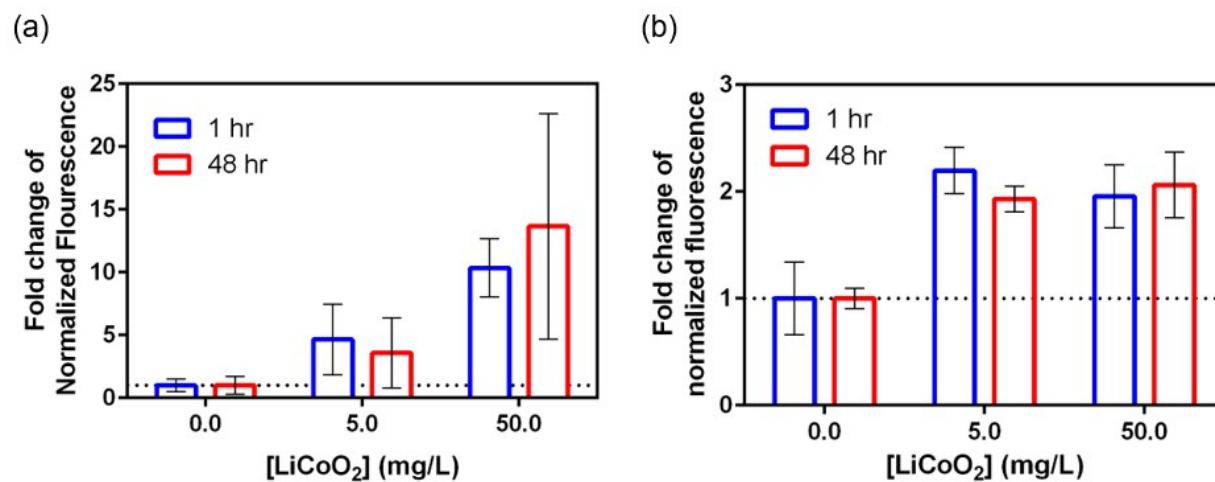 (a)
25
20
15
10
5
0
Fold change of
Normalized Flourescence
1 hr
48 hr
0.0 5.0 50.0
[LiCoO₂] (mg/L)
(b)
3
2
1
0
Fold change of
normalized fluorescence
1 hr
48 hr
0.0 5.0 50.0
[LiCoO₂] (mg/L)